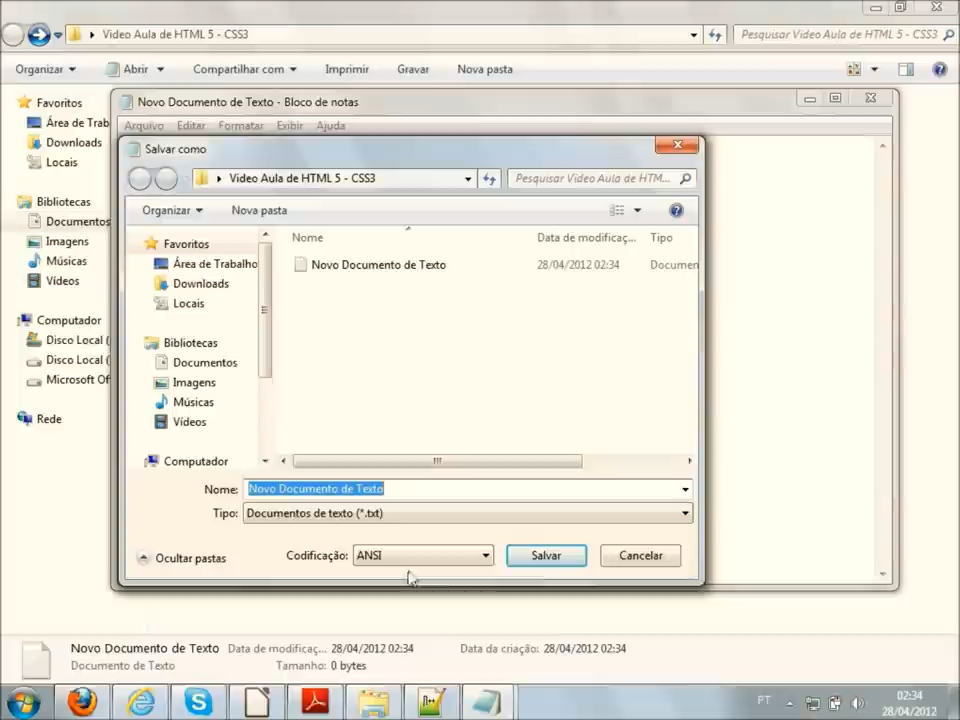 Video Aula de HTML 5 - CSS3
Pesquisar Video Aula de HTML 5 - CSS3
Organizar
Abrir
Compartilhar com
Imprimir
Gravar
Nova pasta
Favoritos
Área de Trab
Downloads
Locais
Bibliotecas
Documentos
Imagens
Músicas
Vídeos
Computador
Disco Local (
Disco Local (
Microsoft Of
Rede
Novo Documento de Texto - Bloco de notas
Arquivo Editar Formatar Exibir Ajuda
Salvar como
Video Aula de HTML 5 - CSS3
Pesquisar Video Aula de HTM...
Organizar
Nova pasta
Favoritos
Área de Trabalho
Downloads
Locais
Bibliotecas
Documentos
Imagens
Músicas
Vídeos
Computador
Nome Data de modificaç... Tipo
Novo Documento de Texto 28/04/2012 02:34 Documen
Nome: Novo Documento de Texto
Tipo: Documentos de texto (*.txt)
Ocultar pastas
Codificação: ANSI
Salvar
Cancelar
Novo Documento de Texto Data de modificaç... 28/04/2012 02:34 Data da criação: 28/04/2012 02:34
Documento de Texto Tamanho: 0 bytes
PT
02:34
28/04/2012